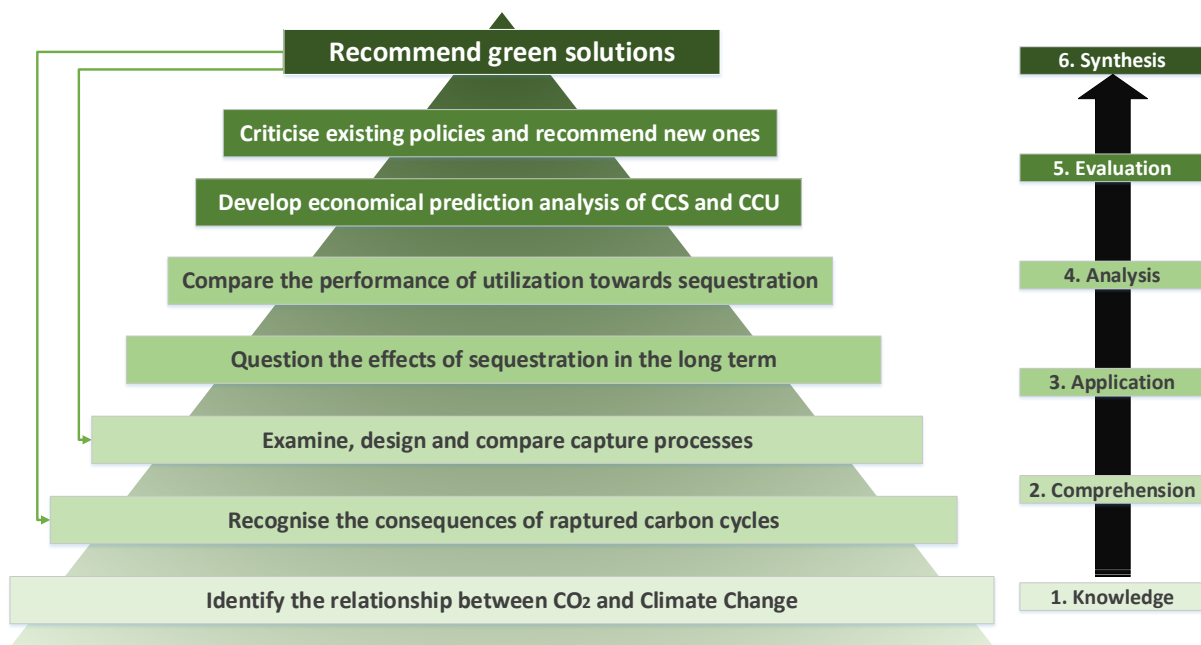 Recommend green solutions
Criticise existing policies and recommend new ones
Develop economical prediction analysis of CCS and CCU
Compare the performance of utilization towards sequestration
Question the effects of sequestration in the long term
Examine, design and compare capture processes
Recognise the consequences of raptured carbon cycles
Identify the relationship between CO₂ and Climate Change
6. Synthesis
5. Evaluation
4. Analysis
3. Application
2. Comprehension
1. Knowledge